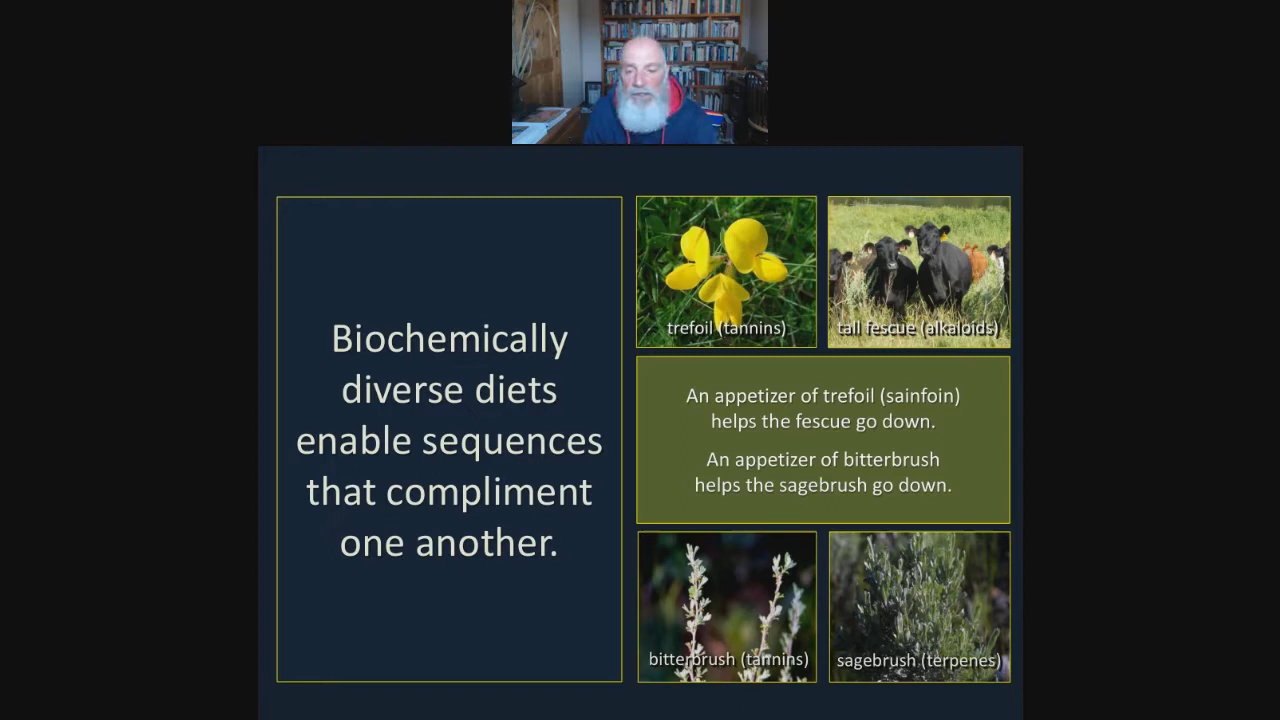 Biochemically
diverse diets
enable sequences
that compliment
one another.
trefoil (tannins)
tall fescue (alkaloids)
An appetizer of trefoil (sainfoin)
helps the fescue go down.
An appetizer of bitterbrush
helps the sagebrush go down.
bitterbrush (tannins)
sagebrush (terpenes)